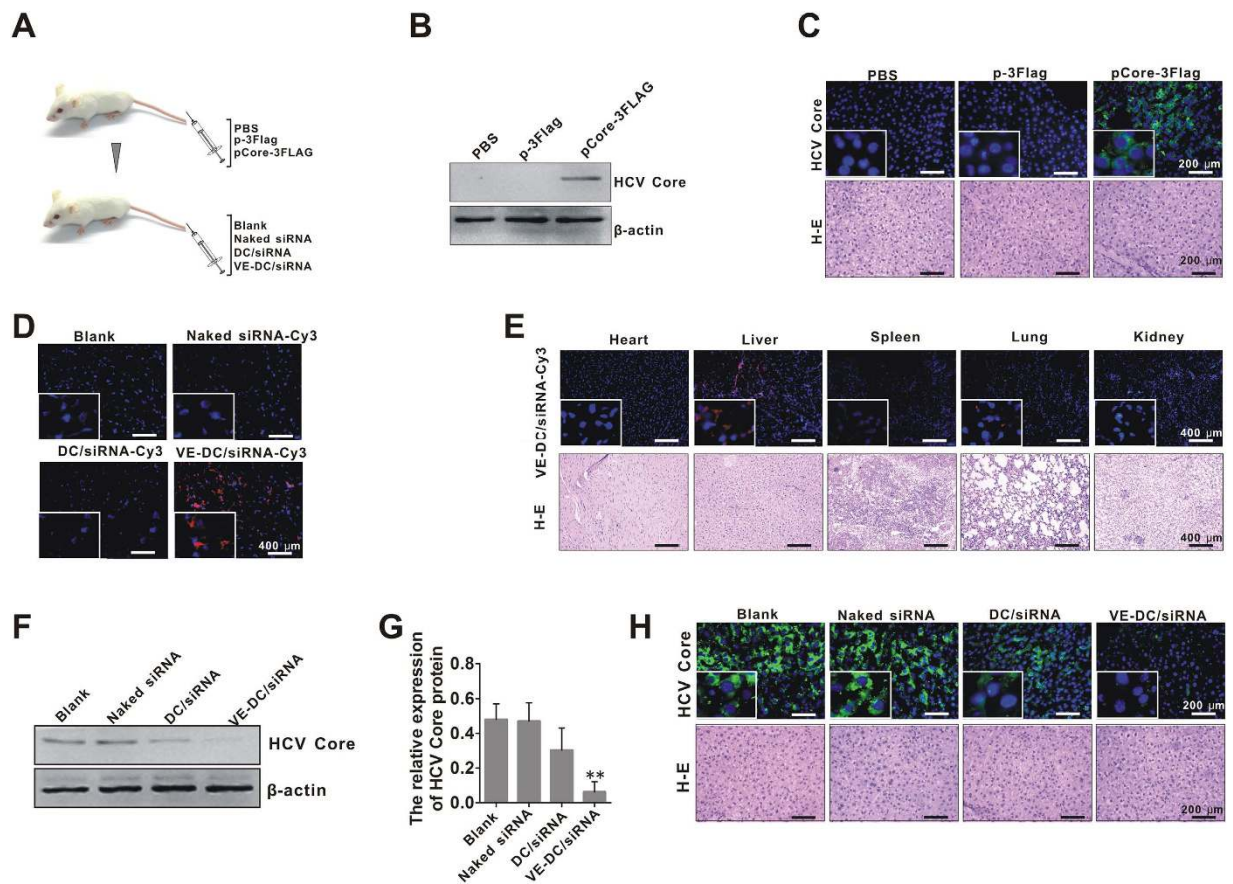 A
PBS
p-3Flag
pCore-3FLAG
Blank
Naked siRNA
DC/siRNA
VE-DC/siRNA
B
PBS
p-3Flag
pCore-3FLAG
HCV Core
β-actin
C
PBS
p-3Flag
pCore-3Flag
HCV Core
200 µm
H-E
200 µm
D
Blank
Naked siRNA-Cy3
DC/siRNA-Cy3
VE-DC/siRNA-Cy3
400 µm
E
Heart
Liver
Spleen
Lung
Kidney
VE-DC/siRNA-Cy3
400 µm
H-E
400 µm
F
Blank
Naked siRNA
DC/siRNA
VE-DC/siRNA
HCV Core
β-actin
G
The relative expression
of HCV Core protein
0.8
0.6
0.4
0.2
0.0
**
Blank
Naked siRNA
DC/siRNA
VE-DC/siRNA
H
Blank
Naked siRNA
DC/siRNA
VE-DC/siRNA
HCV Core
200 µm
H-E
200 µm